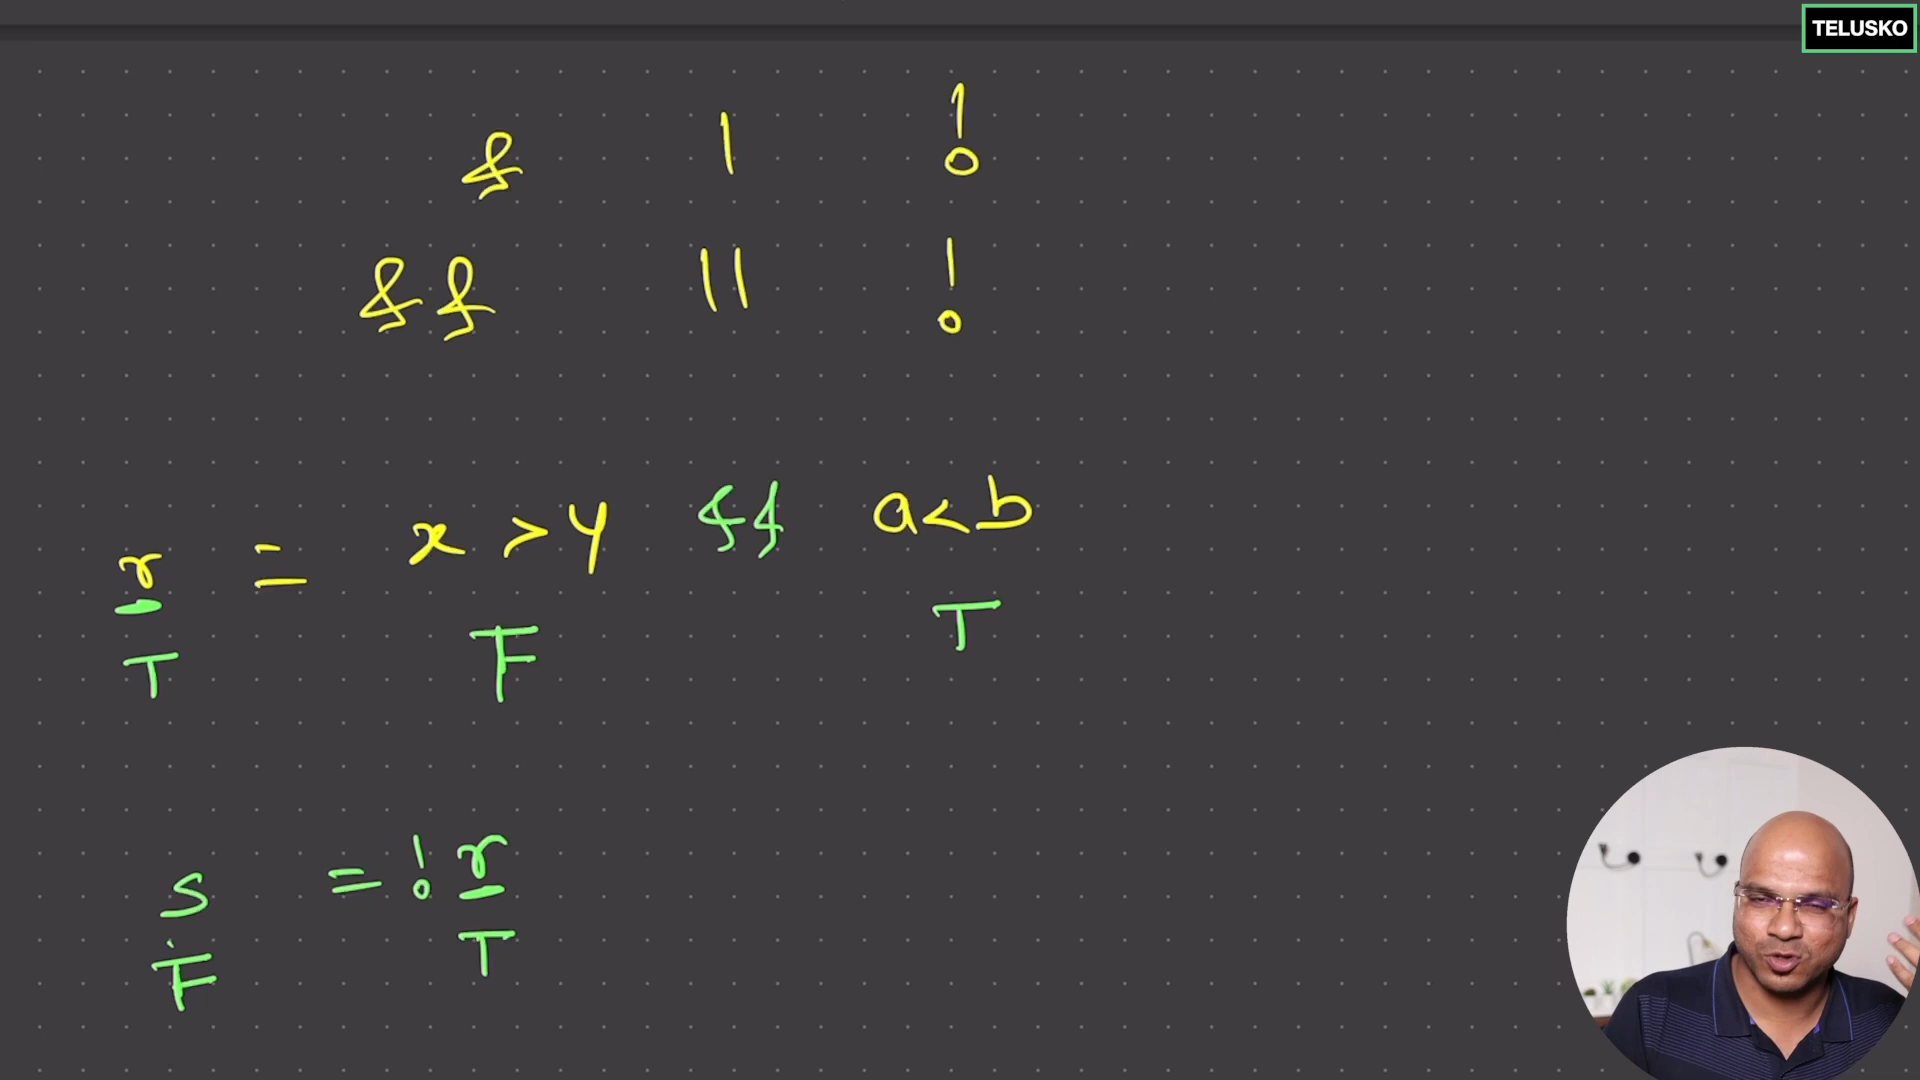 TELUSKO
& | !
&& || !
r = x > y && a < b
T F T
s = ! r
F T